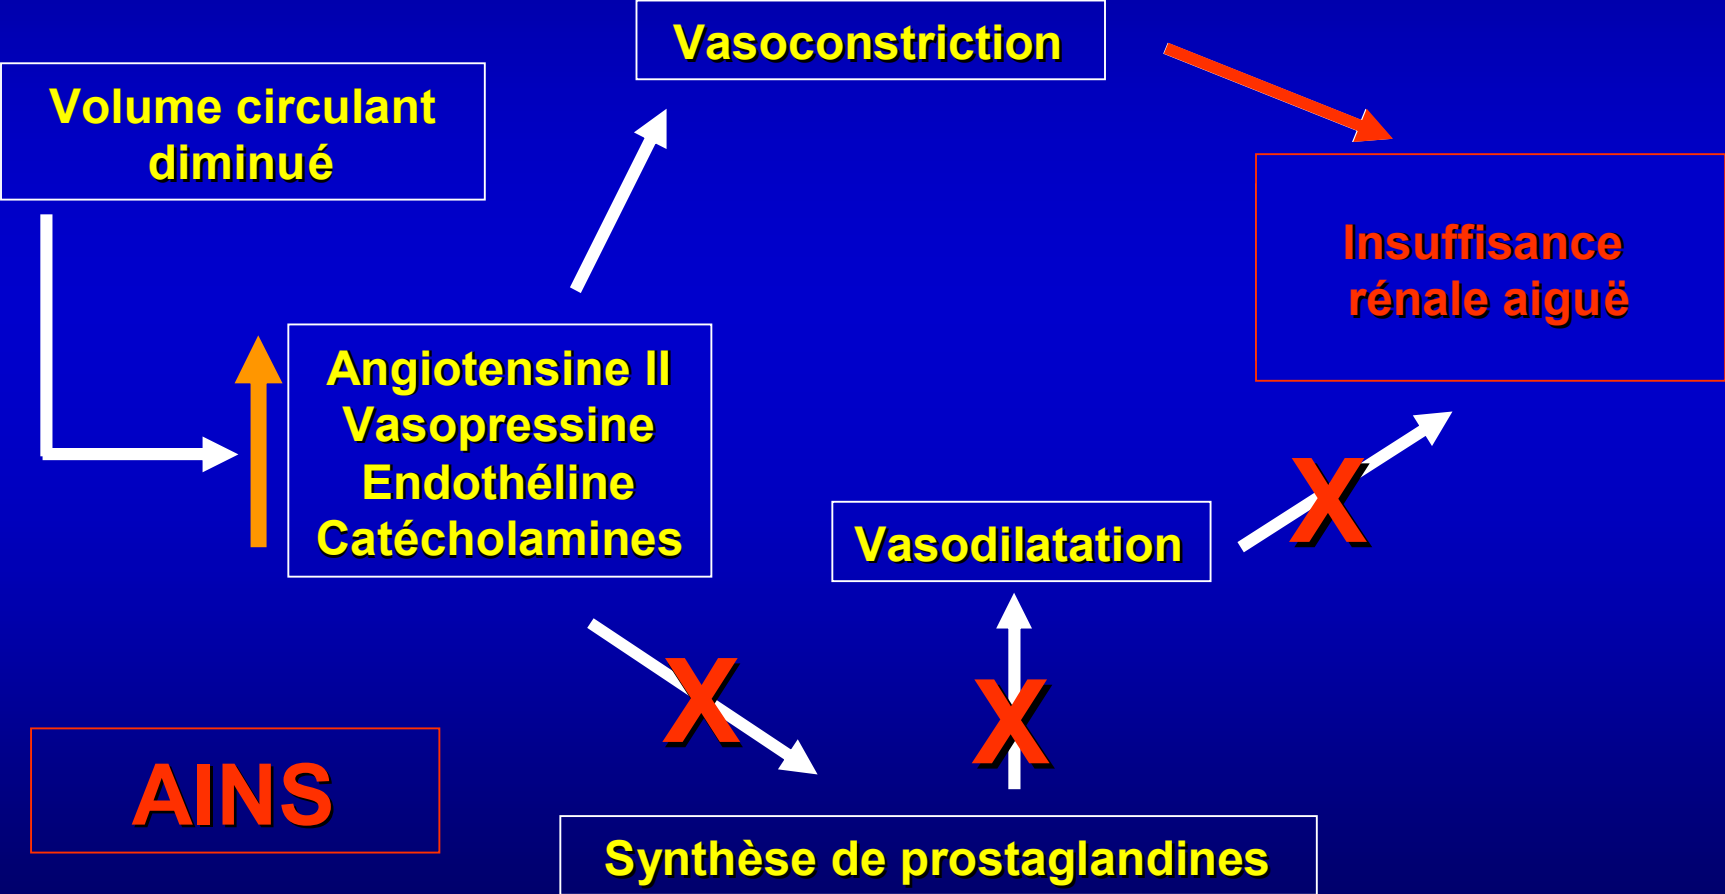 Vasoconstriction
Volume circulant
diminué
Insuffisance
rénale aiguë
Angiotensine II
Vasopressine
Endothéline
Catécholamines
Vasodilatation
X
X
X
AINS
Synthèse de prostaglandines